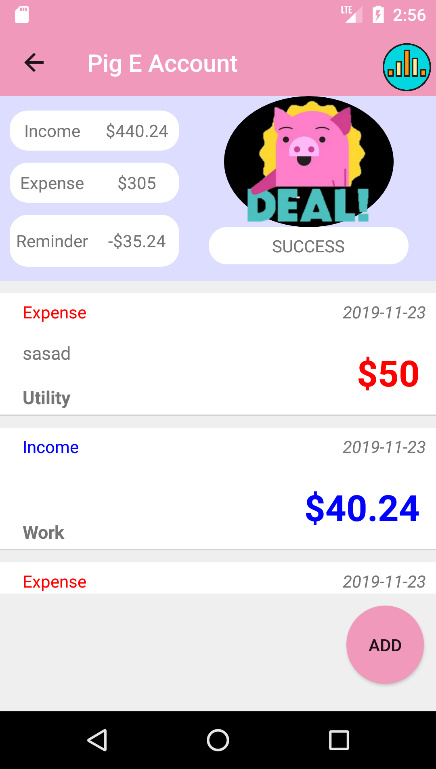 LTE 2:56
Pig E Account
Income $440.24
Expense $305
Reminder -$35.24
DEAL!
SUCCESS
Expense 2019-11-23
sasad
$50
Utility
Income 2019-11-23
$40.24
Work
Expense 2019-11-23
ADD